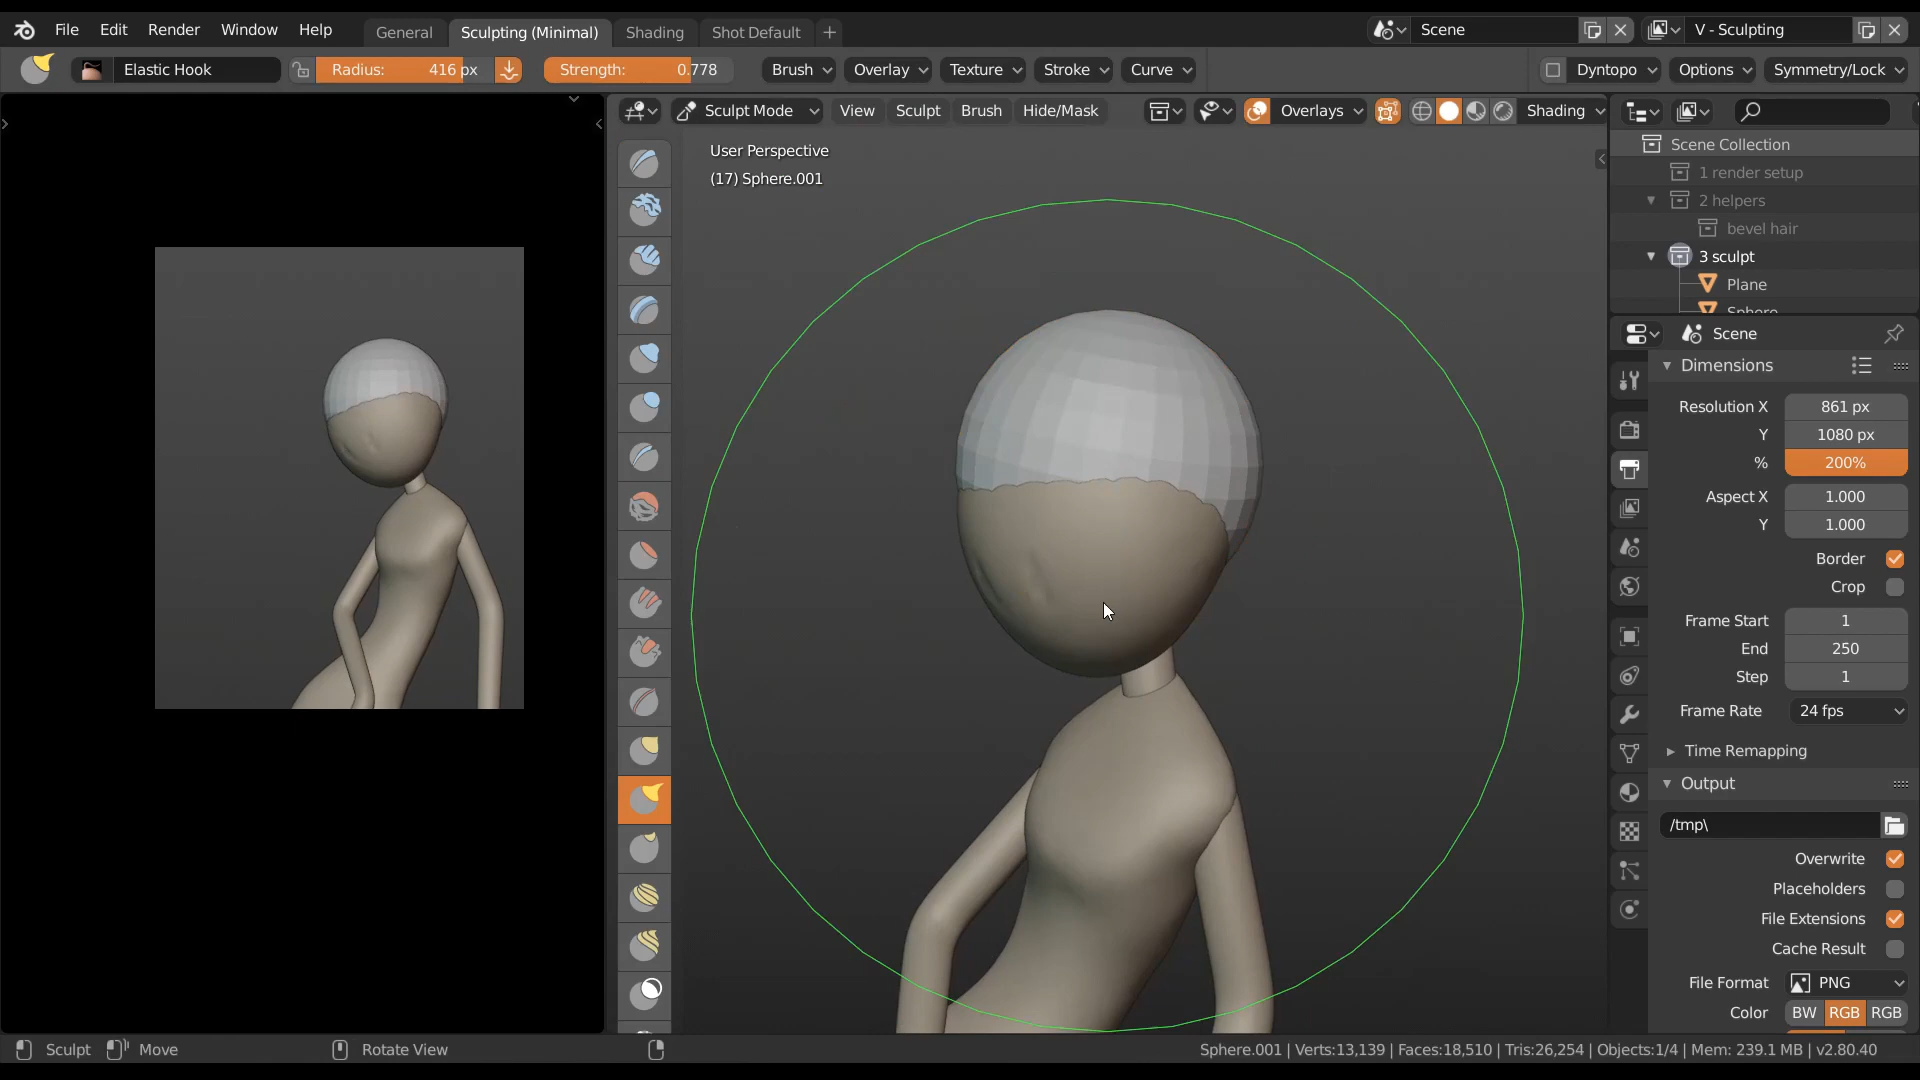 File Edit Render Window Help General Sculpting (Minimal) Shading Shot Default + Scene V - Sculpting
Elastic Hook Radius: 416 px Strength: 0.778 Brush Overlay Texture Stroke Curve Dyntopo Options Symmetry/Lock
Sculpt Mode View Sculpt Brush Hide/Mask Overlays Shading
User Perspective
(17) Sphere.001
Scene Collection
1 render setup
2 helpers
bevel hair
3 sculpt
Plane
Sphere
Scene
Dimensions
Resolution X 861 px
Y 1080 px
% 200%
Aspect X 1.000
Y 1.000
Border
Crop
Frame Start 1
End 250
Step 1
Frame Rate 24 fps
Time Remapping
Output
/tmp\
Overwrite
Placeholders
File Extensions
Cache Result
File Format PNG
Color BW RGB RGB
Sculpt Move Rotate View Sphere.001 | Verts:13,139 | Faces:18,510 | Tris:26,254 | Objects:1/4 | Mem: 239.1 MB | v2.80.40